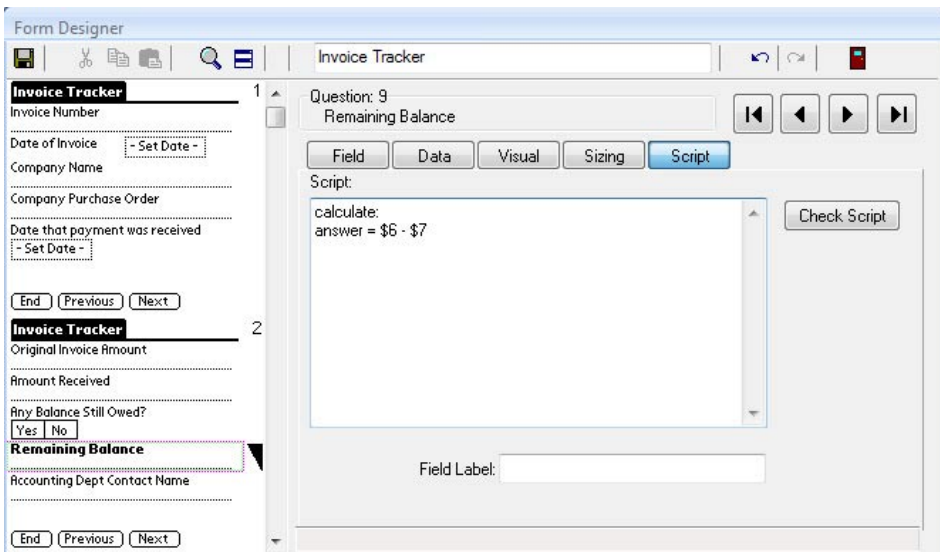 Form Designer
Invoice Tracker
Invoice Tracker 1
Invoice Number
Date of Invoice - Set Date -
Company Name
Company Purchase Order
Date that payment was received
- Set Date -
End Previous Next
Invoice Tracker 2
Original Invoice Amount
Amount Received
Any Balance Still Owed?
Yes No
Remaining Balance
Accounting Dept Contact Name
End Previous Next
Question: 9
Remaining Balance
Field Data Visual Sizing Script
Script:
calculate:
answer = $6 - $7
Check Script
Field Label: